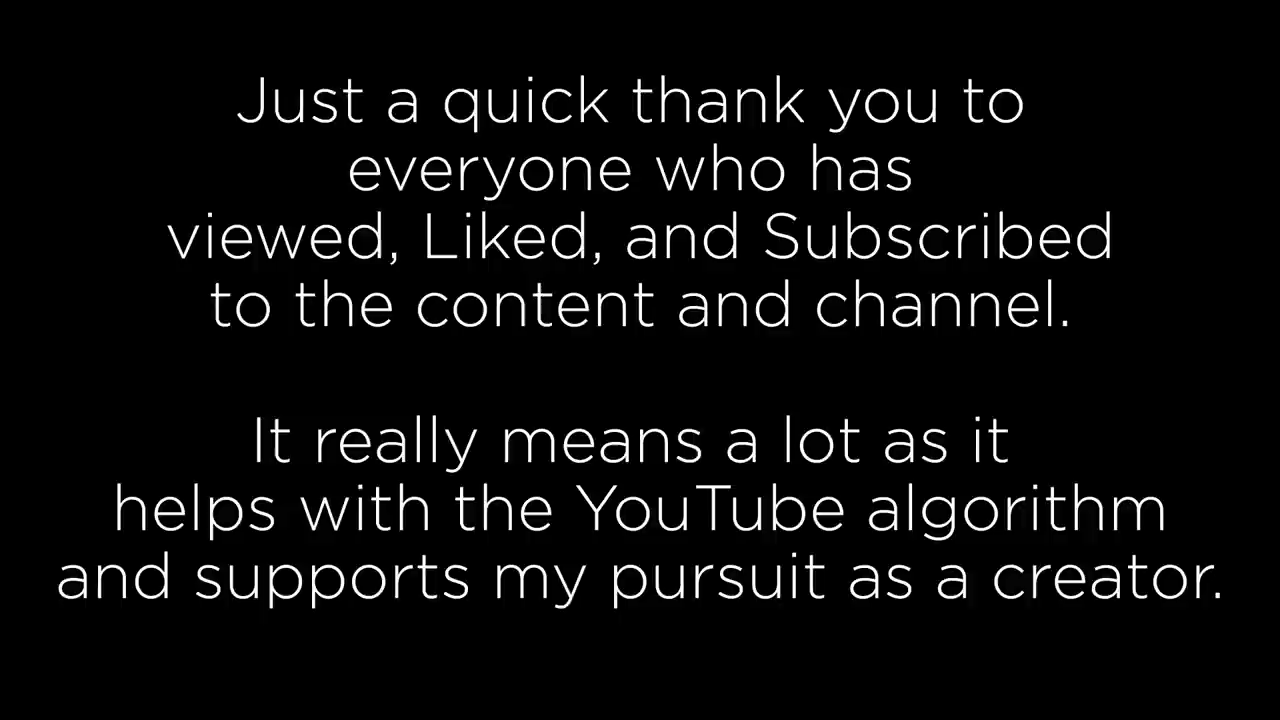 Just a quick thank you to
everyone who has
viewed, Liked, and Subscribed
to the content and channel.
It really means a lot as it
helps with the YouTube algorithm
and supports my pursuit as a creator.